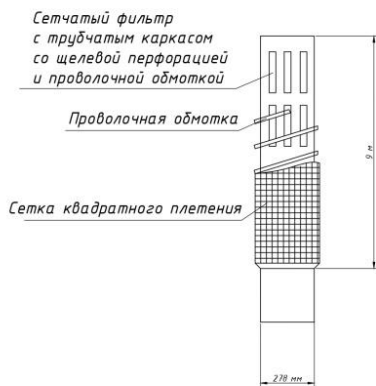 Сетчатый фильтр
с трубчатым каркасом
со щелевой перфорацией
и проволочной обмоткой
Проволочная обмотка
9 м
Сетка квадратного плетения
278 мм